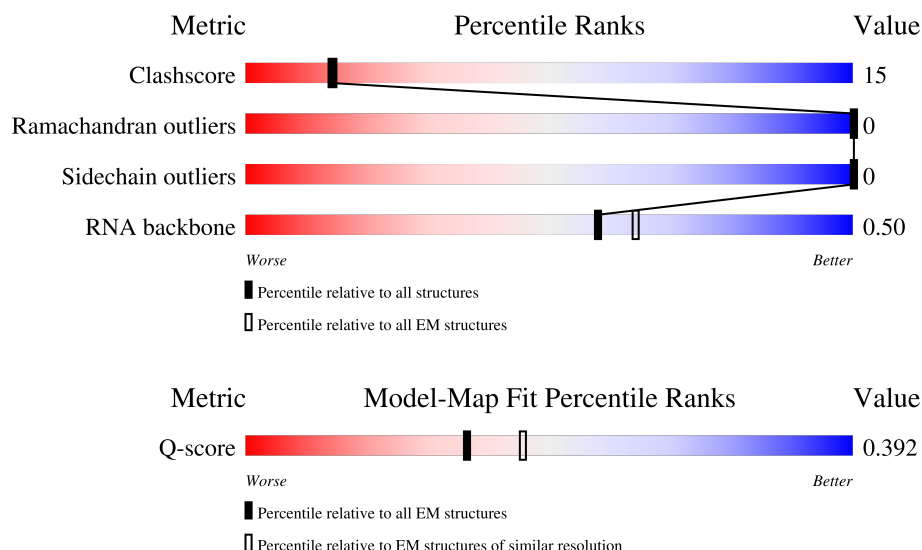 Metric Percentile Ranks Value
Clashscore 15
Ramachandran outliers 0
Sidechain outliers 0
RNA backbone 0.50
Worse Better
Percentile relative to all structures
Percentile relative to all EM structures
Metric Model-Map Fit Percentile Ranks Value
Q-score 0.392
Worse Better
Percentile relative to all EM structures
Percentile relative to EM structures of similar resolution